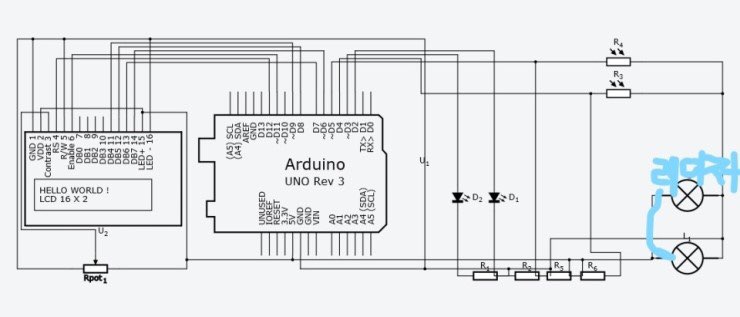 R4
R3
(A5) SCL
(A4) SDA
AREF
GND
D13
D12
~D11
~D10
~D9
D8
D7
~D6
~D5
D4
~D3
D2
TX> D1
RX> D0
GND 1
VDD 2
Contrast 3
RS 4
R/W 5
Enable 6
DB0 7
DB1 8
DB2 9
DB3 10
DB4 11
DB5 12
DB6 13
DB7 14
LED+ 15
LED - 16
Arduino
UNO Rev 3
U1
HELLO WORLD !
LCD 16 X 2
D2
D1
UNUSED
IOREF
RESET
3.3V
5V
GND
GND
VIN
A0
A1
A2
A3
A4 (SDA)
A5 (SCL)
U2
L1
R1
R2
R5
R6
Rpot1